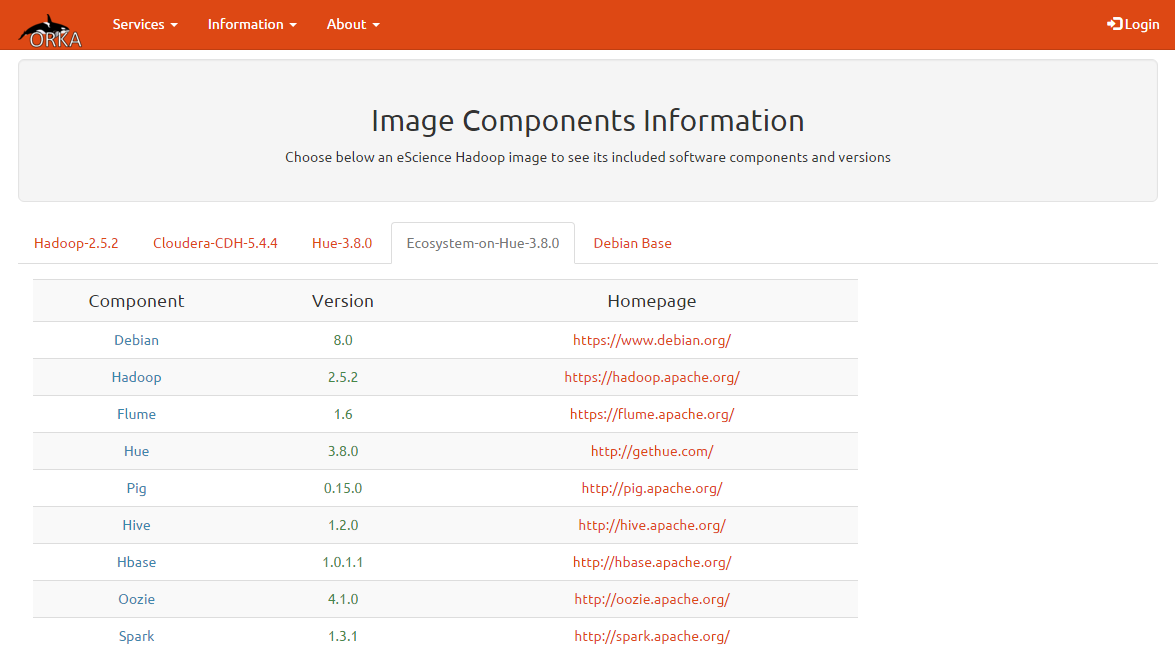 ORKA Services Information About Login
Image Components Information
Choose below an eScience Hadoop image to see its included software components and versions
Hadoop-2.5.2 Cloudera-CDH-5.4.4 Hue-3.8.0 Ecosystem-on-Hue-3.8.0 Debian Base
Component Version Homepage
Debian 8.0 https://www.debian.org/
Hadoop 2.5.2 https://hadoop.apache.org/
Flume 1.6 https://flume.apache.org/
Hue 3.8.0 http://gethue.com/
Pig 0.15.0 http://pig.apache.org/
Hive 1.2.0 http://hive.apache.org/
Hbase 1.0.1.1 http://hbase.apache.org/
Oozie 4.1.0 http://oozie.apache.org/
Spark 1.3.1 http://spark.apache.org/